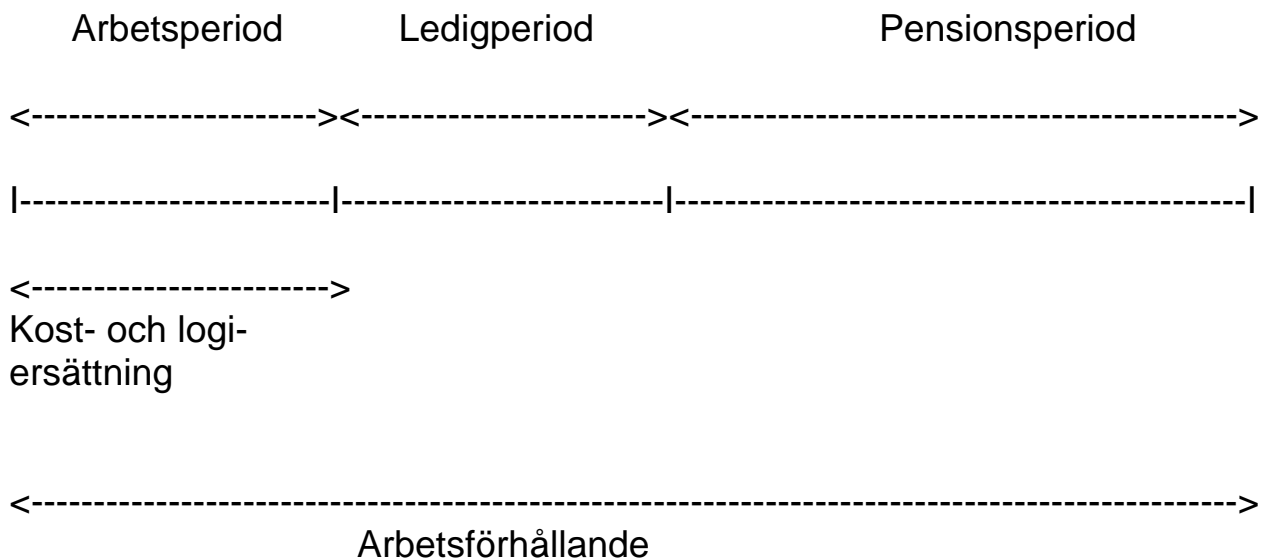 Arbetsperiod Ledigperiod Pensionsperiod
<-----------------------><-----------------------><-------------------------------------------->
|-------------------------|--------------------------|----------------------------------------------|
<------------------------>
Kost- och logi-
ersättning
<-------------------------------------------------------------------------------------------------->
Arbetsförhållande